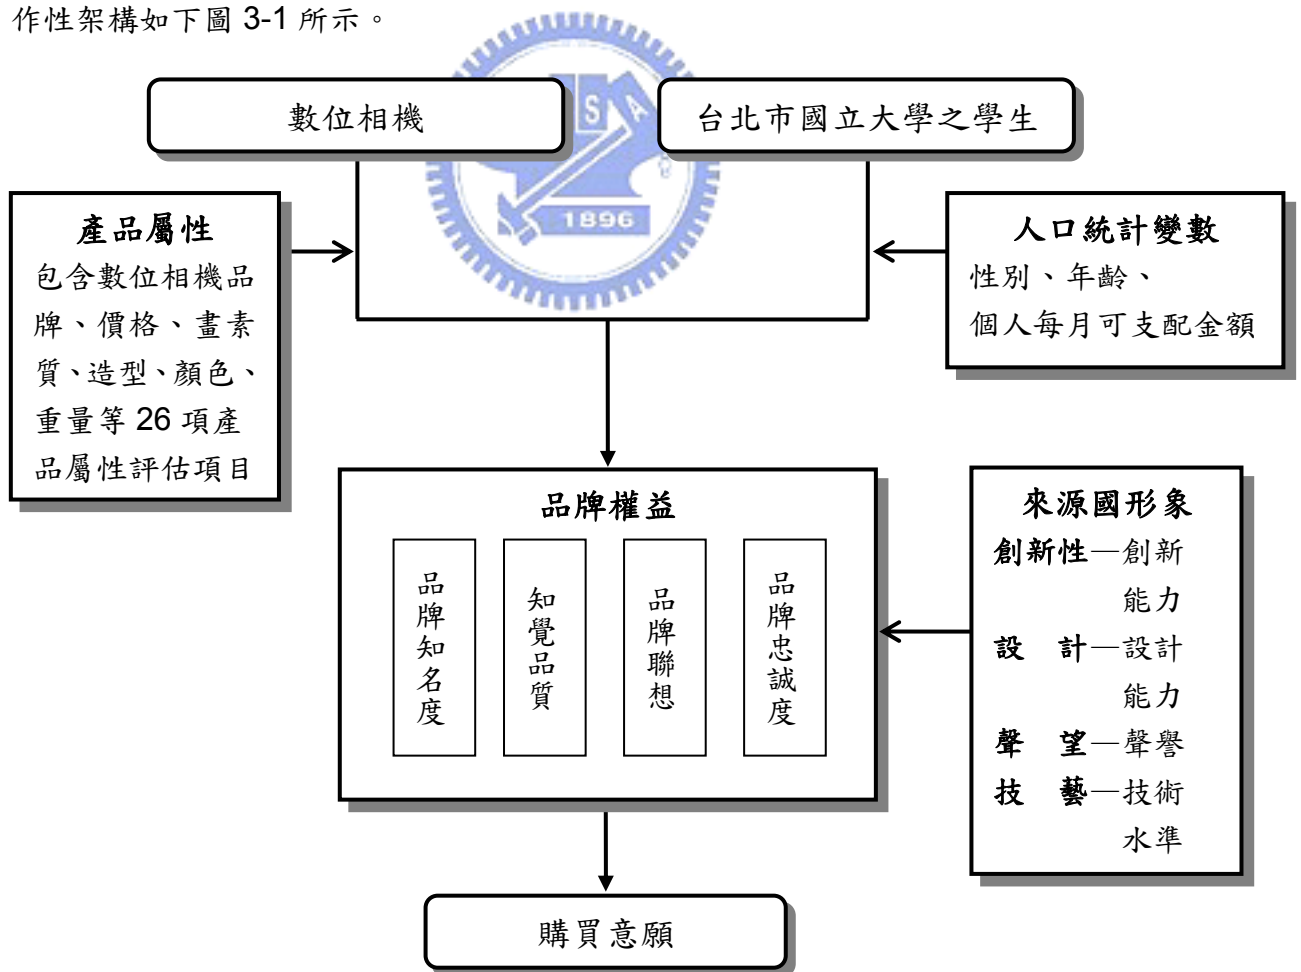 作性架構如下圖 3-1 所示。
數位相機
台北市國立大學之學生
S
A
1896
產品屬性
包含數位相機品
牌、價格、畫素
質、造型、顏色、
重量等 26 項產
品屬性評估項目
人口統計變數
性別、年齡、
個人每月可支配金額
品牌權益
品牌知名度
知覺品質
品牌聯想
品牌忠誠度
來源國形象
創新性—創新
能力
設　計—設計
能力
聲　望—聲譽
技　藝—技術
水準
購買意願